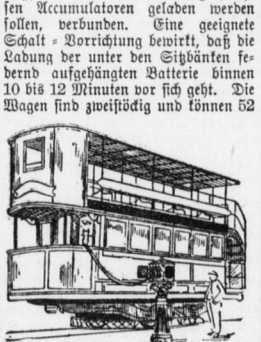 sen Accumulatoren geladen werden
sollen, verbunden. Eine geeignete
Schalt = Vorrichtung bewirkt, daß die
Ladung der unter den Sitzbänken fe-
dernd aufgehängten Batterie binnen
10 bis 12 Minuten vor sich geht. Die
Wagen sind zweistöckig und können 52